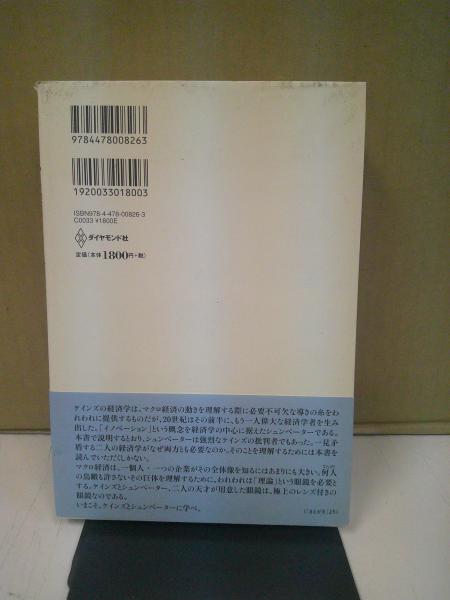 9784478008263
1920033018003
ISBN978-4-478-00826-3
C0033 ¥1800E
ダイヤモンド社
定価(本体1800円+税)
ケインズの経済学は、マクロ経済の動きを理解する際に必要不可欠な導きの糸をわ
れわれに提供するものだが、20世紀はその前半に、もう一人偉大な経済学者を生み
出した。「イノベーション」という概念を経済学の中心に据えたシュンペーターである。
本書で説明するとおり、シュンペーターは強烈なケインズの批判者でもあった。一見矛
盾する二人の経済学がなぜ両方とも必要なのか。そのことを理解するためには本書を
読んでいただくしかない。
マクロ経済は、一個人・一つの企業がその全体像を知るにはあまりにも大きい。何人
の鳥瞰も許さないその巨体を理解するために、われわれは「理論」という眼鏡を必要と
する。ケインズとシュンペーター、二人の天才が用意した眼鏡は、極上のレンズ付きの
眼鏡なのである。
いまこそ、ケインズとシュンペーターに学べ。
(「まえがき」より)